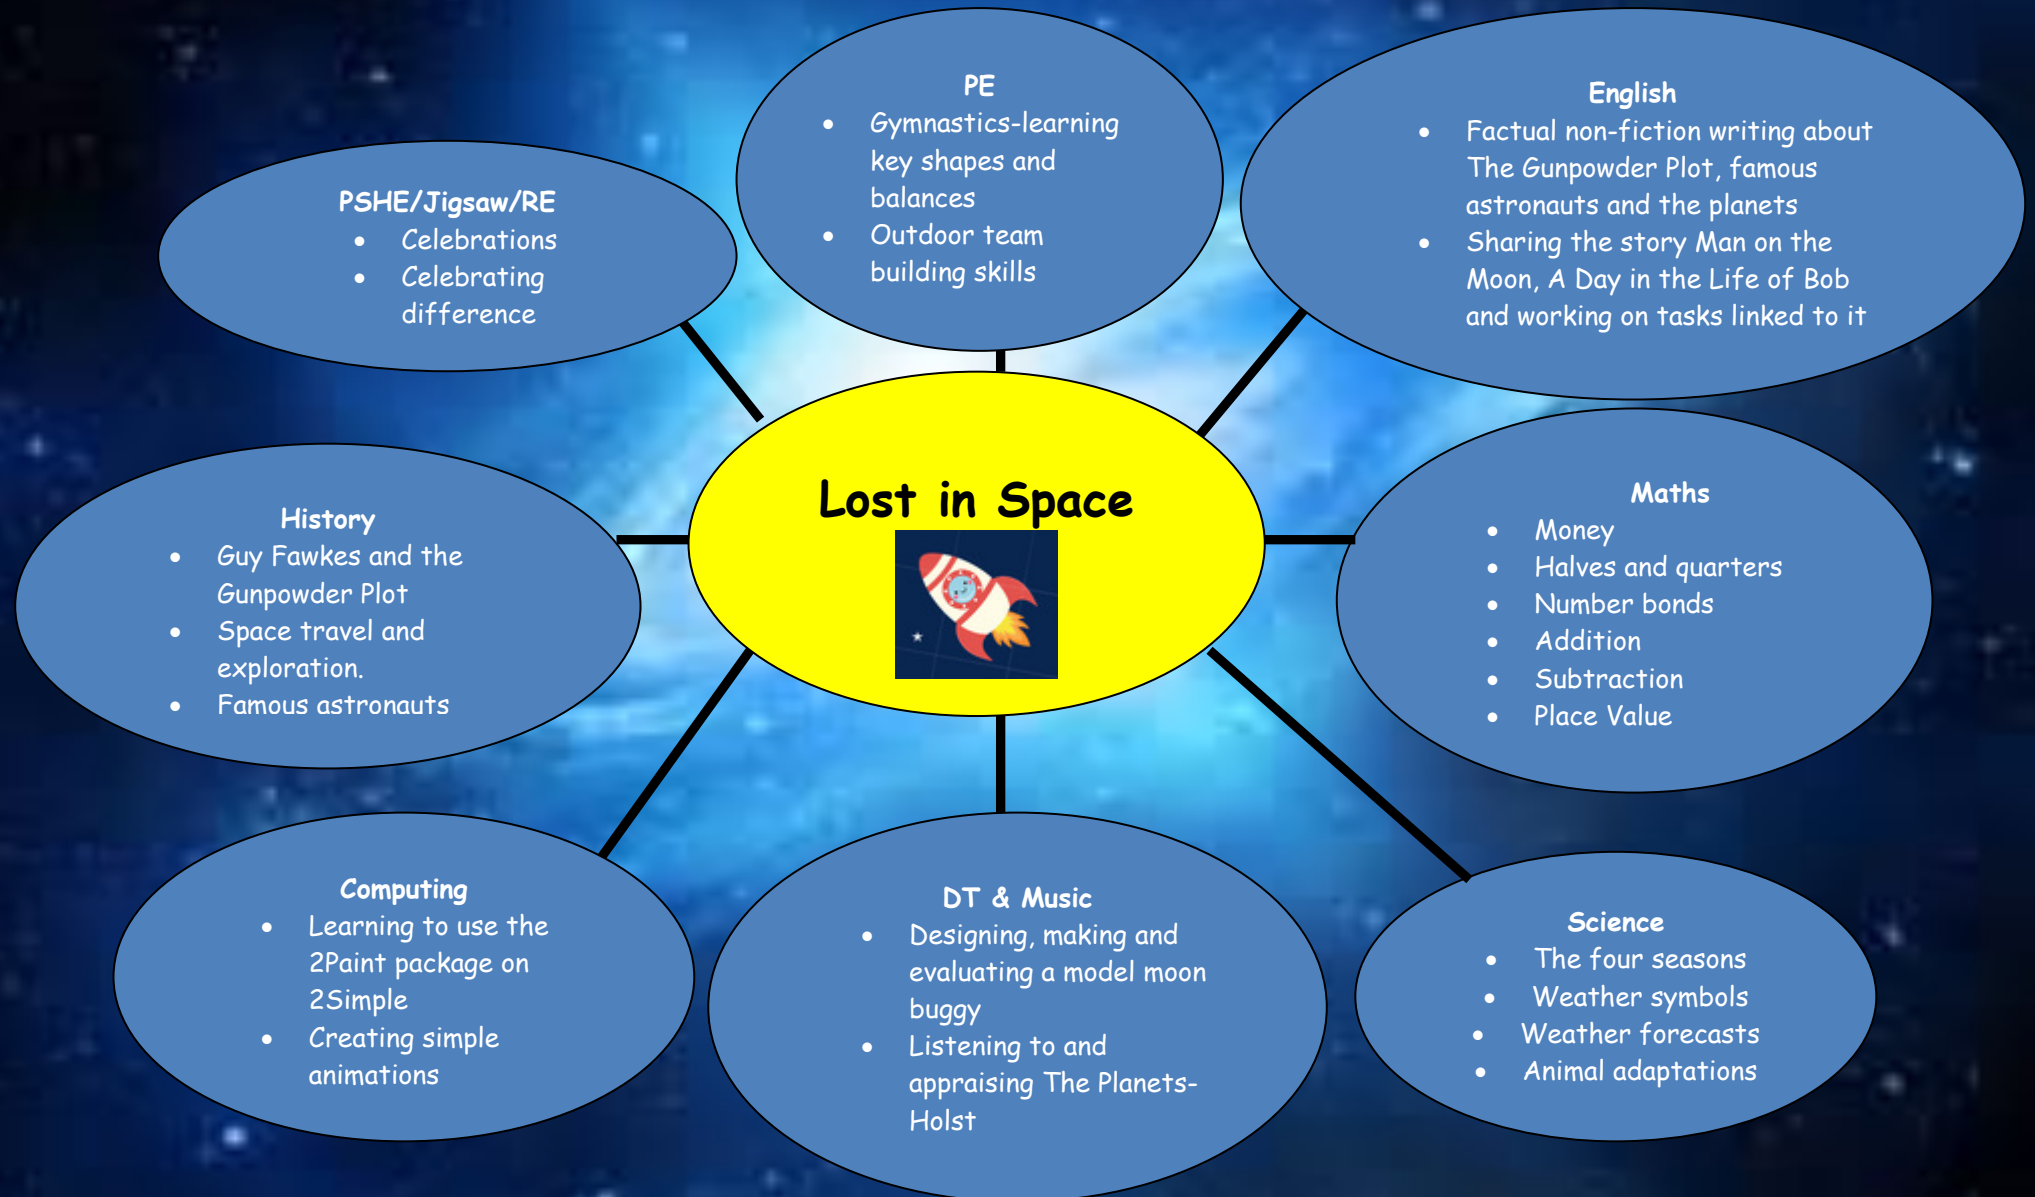 PE
• Gymnastics-learning
key shapes and
balances
• Outdoor team
building skills
English
• Factual non-fiction writing about
The Gunpowder Plot, famous
astronauts and the planets
• Sharing the story Man on the
Moon, A Day in the Life of Bob
and working on tasks linked to it
PSHE/Jigsaw/RE
• Celebrations
• Celebrating
difference
Lost in Space
History
• Guy Fawkes and the
Gunpowder Plot
• Space travel and
exploration.
• Famous astronauts
Maths
• Money
• Halves and quarters
• Number bonds
• Addition
• Subtraction
• Place Value
Computing
• Learning to use the
2Paint package on
2Simple
• Creating simple
animations
DT & Music
• Designing, making and
evaluating a model moon
buggy
• Listening to and
appraising The Planets-
Holst
Science
• The four seasons
• Weather symbols
• Weather forecasts
• Animal adaptations